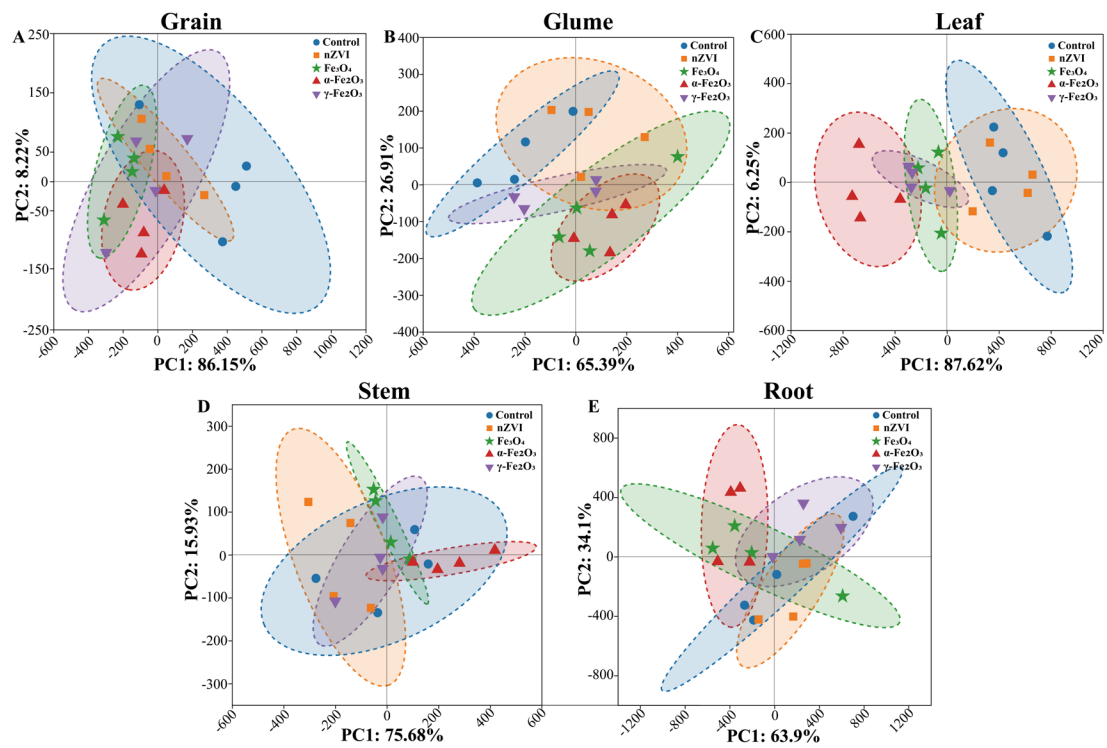 Grain
A
PC2: 8.22%
250
150
50
0
-50
-150
-250
-600
-400
-200
0
200
400
600
800
1000
1200
PC1: 86.15%
Control
nZVI
Fe₃O₄
α-Fe2O₃
γ-Fe2O₃
Glume
B
PC2: 26.91%
400
300
200
100
0
-100
-200
-300
-400
-600
-400
-200
0
200
400
600
PC1: 65.39%
Control
nZVI
Fe₃O₄
α-Fe2O₃
γ-Fe2O₃
Leaf
C
PC2: 6.25%
600
400
200
0
-200
-400
-600
-1200
-800
-400
0
400
800
1200
PC1: 87.62%
Control
nZVI
Fe₃O₄
α-Fe2O₃
γ-Fe2O₃
Stem
D
PC2: 15.93%
300
200
100
0
-100
-200
-300
-600
-400
-200
0
200
400
600
PC1: 75.68%
Control
nZVI
Fe₃O₄
α-Fe2O₃
γ-Fe2O₃
Root
E
PC2: 34.1%
800
400
0
-400
-800
-1200
-800
-400
0
400
800
1200
PC1: 63.9%
Control
nZVI
Fe₃O₄
α-Fe2O₃
γ-Fe2O₃